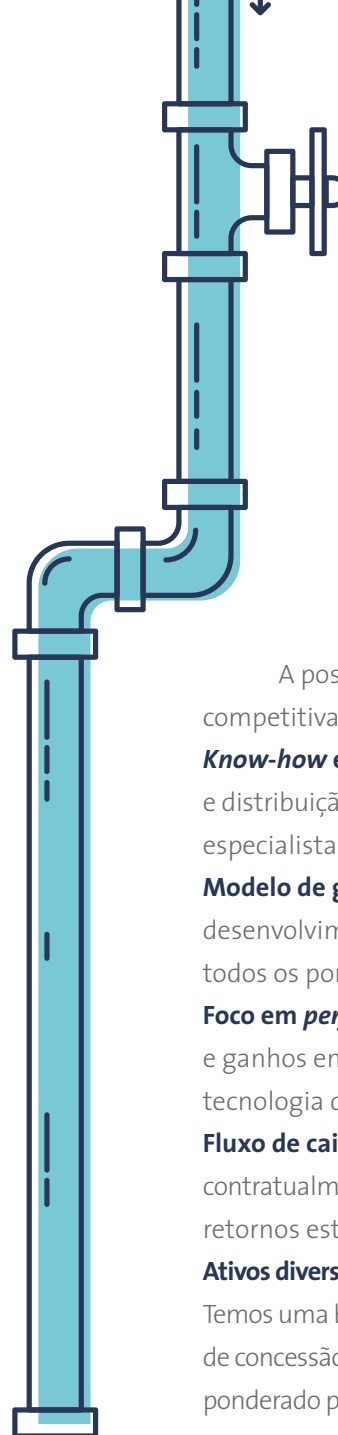 A pos
competitiva
Know-how e
e distribuiçã
especialista
Modelo de g
desenvolvim
todos os por
Foco em per
e ganhos en
tecnologia d
Fluxo de cai
contratualm
retornos est
Ativos divers
Temos uma b
de concessão
ponderado p